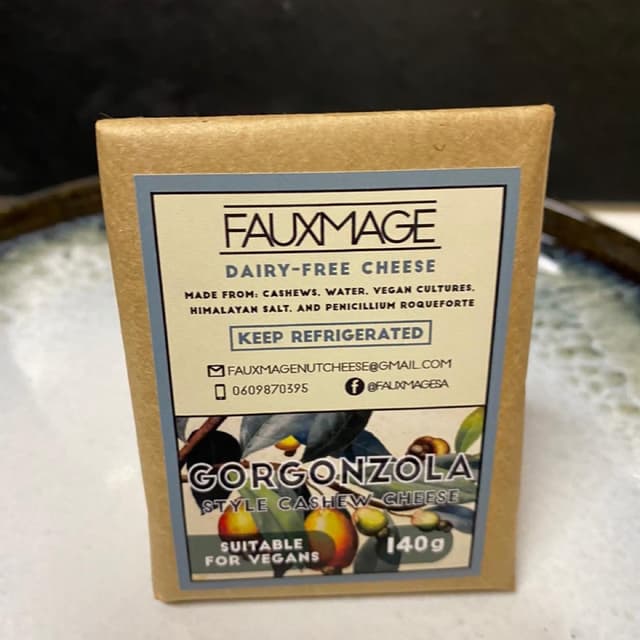 FAUXMAGE
DAIRY-FREE CHEESE
MADE FROM: CASHEWS, WATER, VEGAN CULTURES,
HIMALAYAN SALT, AND PENICILLIUM ROQUEFORTE
KEEP REFRIGERATED
FAUXMAGENUTCHEESE@GMAIL.COM
0609870395 @FAUXMAGESA
GORGONZOLA
STYLE CASHEW CHEESE
SUITABLE
FOR VEGANS
140g